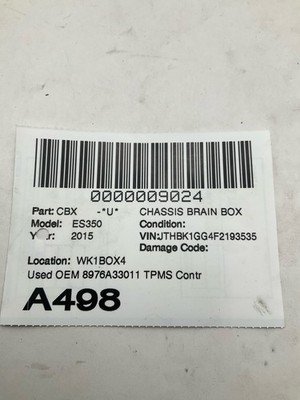 0000009024
Part: CBX -*U* CHASSIS BRAIN BOX
Model: ES350 Condition:
2015 VIN:JTHBK1GG4F2193535
Damage Code:
Location: WK1BOX4
Used OEM 8976A33011 TPMS Contr
A498